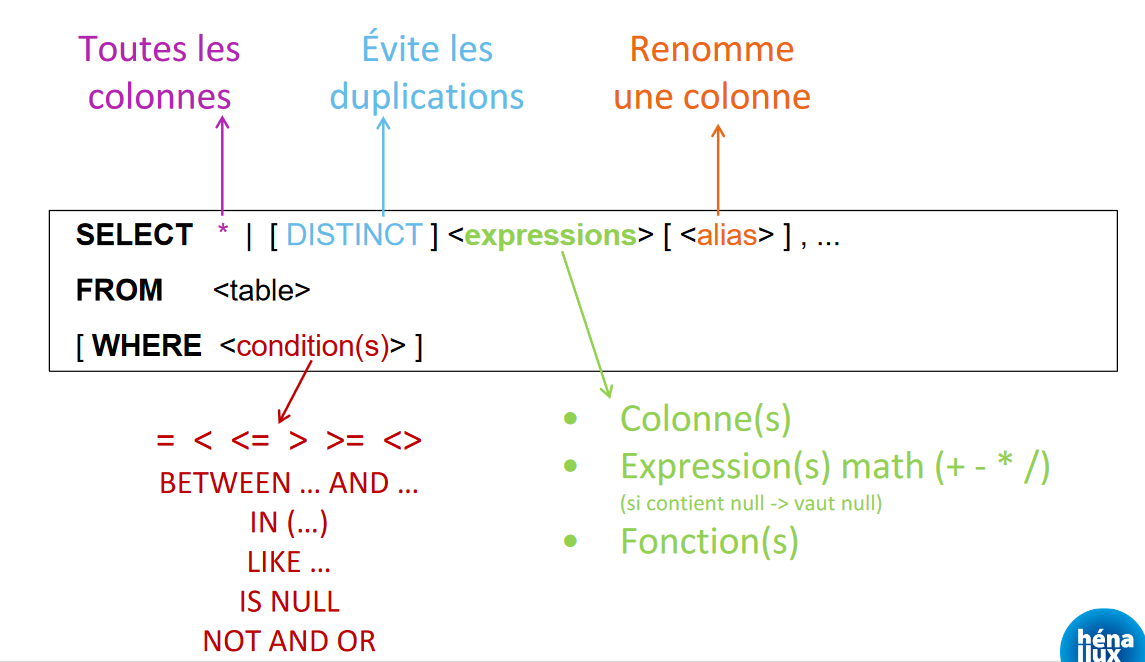 Toutes les colonnes
Évite les duplications
Renomme une colonne
SELECT * | [ DISTINCT ] <expressions> [ <alias> ] , ...
FROM <table>
[ WHERE <condition(s)> ]
= < <= > >= <>
BETWEEN ... AND ...
IN (...)
LIKE ...
IS NULL
NOT AND OR
• Colonne(s)
• Expression(s) math (+ - * /)
(si contient null -> vaut null)
• Fonction(s)
héna
llux